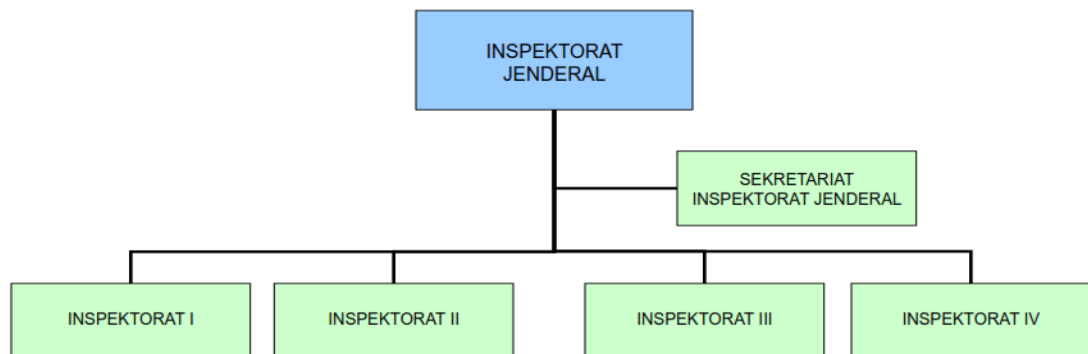 INSPEKTORAT
JENDERAL
SEKRETARIAT
INSPEKTORAT JENDERAL
INSPEKTORAT I
INSPEKTORAT II
INSPEKTORAT III
INSPEKTORAT IV